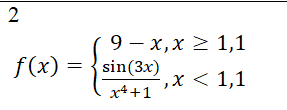 2
f(x) = { 9 − x, x ≥ 1,1
sin(3x)/x⁴+1 , x < 1,1